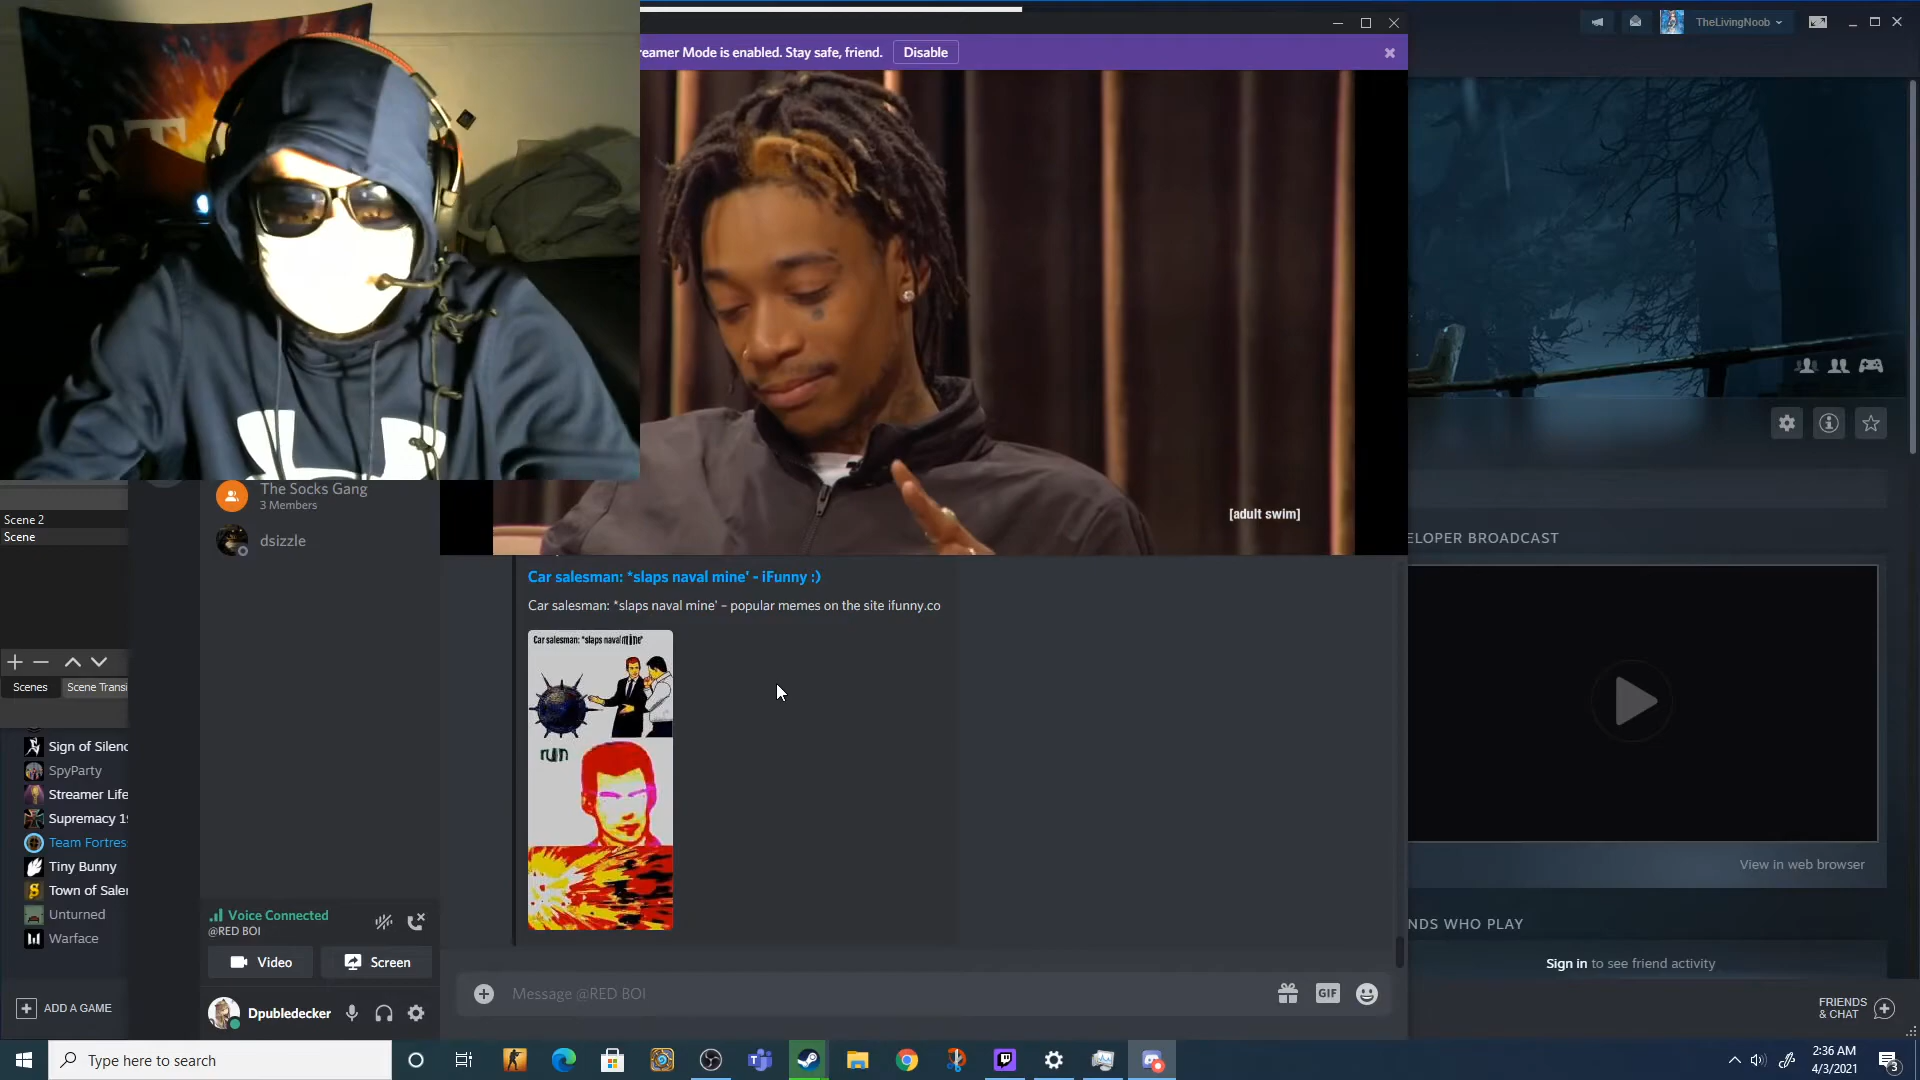 TheLivingNoob
reamer Mode is enabled. Stay safe, friend.
Disable
[adult swim]
The Socks Gang
3 Members
dsizzle
Scene 2
Scene
Scenes
Scene Transi
ELOPER BROADCAST
Car salesman: *slaps naval mine' - iFunny :)
Car salesman: *slaps naval mine' – popular memes on the site ifunny.co
Car salesman: *slaps naval mine'
run
Sign of Silenc
SpyParty
Streamer Life
Supremacy 19
Team Fortres
Tiny Bunny
Town of Saler
Unturned
Warface
View in web browser
NDS WHO PLAY
Sign in to see friend activity
Voice Connected
@RED BOI
Video
Screen
Dpubledecker
Message @RED BOI
GIF
ADD A GAME
FRIENDS
& CHAT
Type here to search
2:36 AM
4/3/2021
3